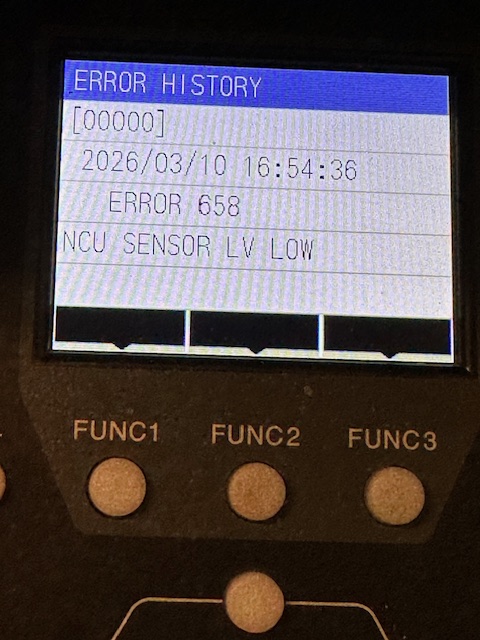 ERROR HISTORY
[00000]
2026/03/10 16:54:36
ERROR 658
NCU SENSOR LV LOW
FUNC1 FUNC2 FUNC3